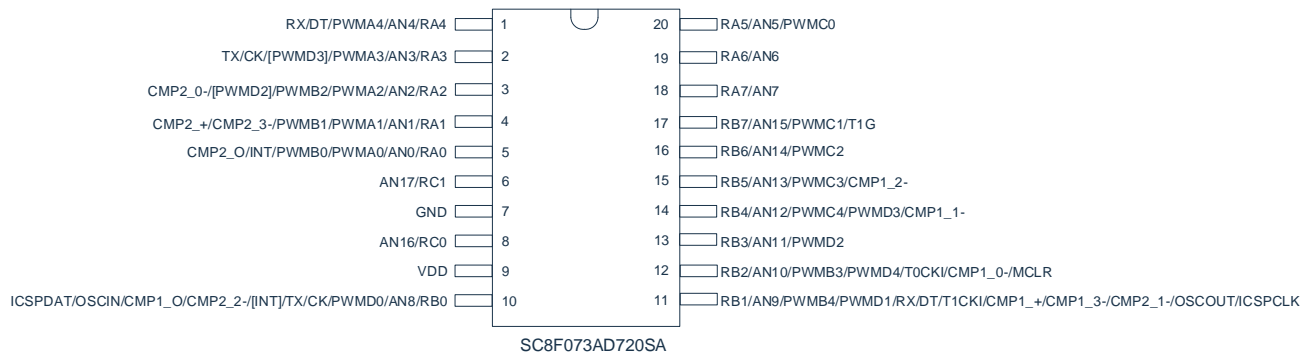 RX/DT/PWMA4/AN4/RA4 1 20 RA5/AN5/PWMC0
TX/CK/[PWMD3]/PWMA3/AN3/RA3 2 19 RA6/AN6
CMP2_0-/[PWMD2]/PWMB2/PWMA2/AN2/RA2 3 18 RA7/AN7
CMP2_+/CMP2_3-/PWMB1/PWMA1/AN1/RA1 4 17 RB7/AN15/PWMC1/T1G
CMP2_O/INT/PWMB0/PWMA0/AN0/RA0 5 16 RB6/AN14/PWMC2
AN17/RC1 6 15 RB5/AN13/PWMC3/CMP1_2-
GND 7 14 RB4/AN12/PWMC4/PWMD3/CMP1_1-
AN16/RC0 8 13 RB3/AN11/PWMD2
VDD 9 12 RB2/AN10/PWMB3/PWMD4/T0CKI/CMP1_0-/MCLR
ICSPDAT/OSCIN/CMP1_O/CMP2_2-/[INT]/TX/CK/PWMD0/AN8/RB0 10 11 RB1/AN9/PWMB4/PWMD1/RX/DT/T1CKI/CMP1_+/CMP1_3-/CMP2_1-/OSCOUT/ICSPCLK
SC8F073AD720SA